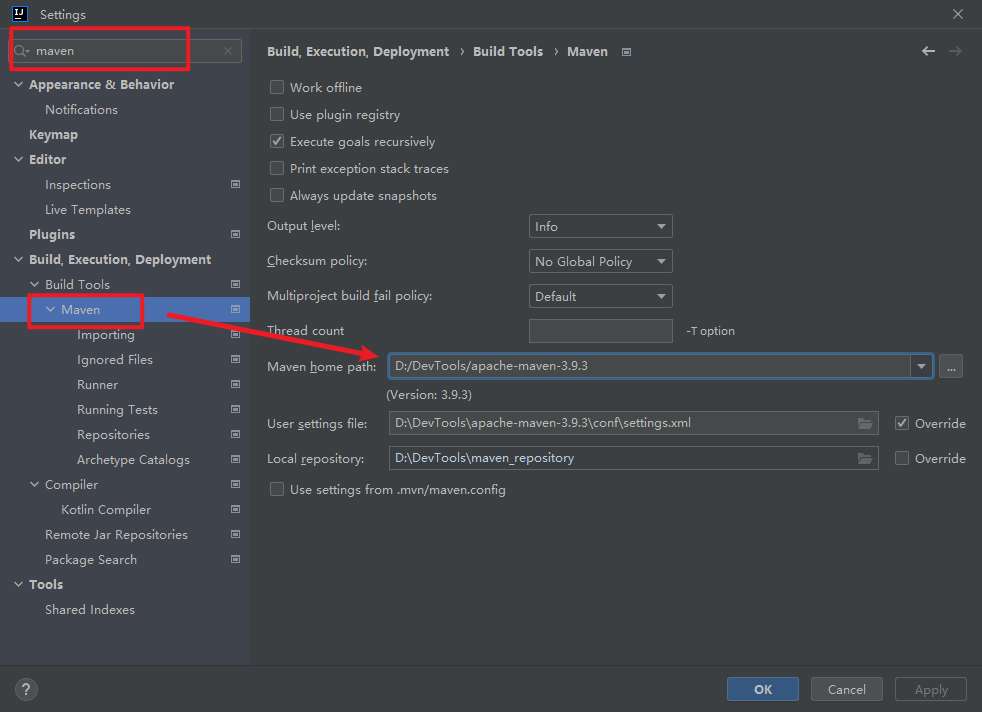 Settings
maven
Appearance & Behavior
Notifications
Keymap
Editor
Inspections
Live Templates
Plugins
Build, Execution, Deployment
Build Tools
Maven
Importing
Ignored Files
Runner
Running Tests
Repositories
Archetype Catalogs
Compiler
Kotlin Compiler
Remote Jar Repositories
Package Search
Tools
Shared Indexes
Build, Execution, Deployment › Build Tools › Maven
Work offline
Use plugin registry
Execute goals recursively
Print exception stack traces
Always update snapshots
Output level: Info
Checksum policy: No Global Policy
Multiproject build fail policy: Default
Thread count -T option
Maven home path: D:/DevTools/apache-maven-3.9.3 ...
(Version: 3.9.3)
User settings file: D:\DevTools\apache-maven-3.9.3\conf\settings.xml Override
Local repository: D:\DevTools\maven_repository Override
Use settings from .mvn/maven.config
? OK Cancel Apply